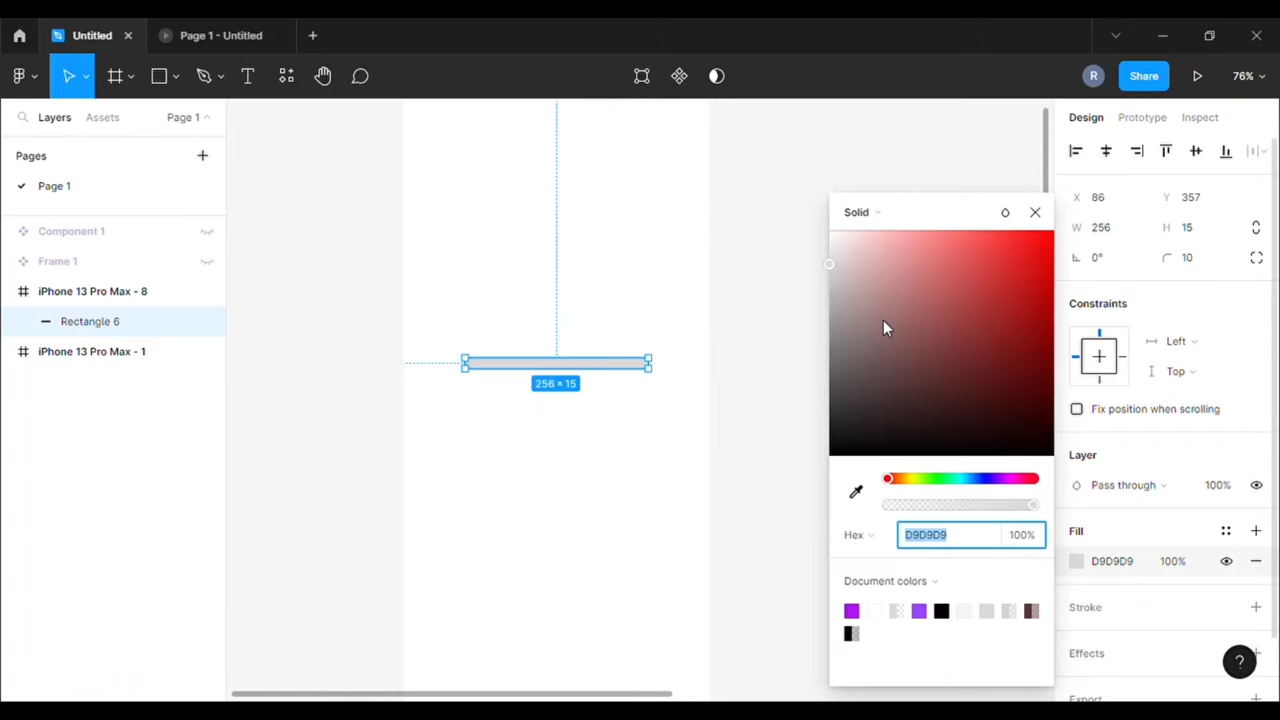 Untitled
Page 1 - Untitled
R
Share
76%
Layers
Assets
Page 1
Pages
Page 1
Component 1
Frame 1
iPhone 13 Pro Max - 8
Rectangle 6
iPhone 13 Pro Max - 1
256 × 15
Solid
Hex
D9D9D9
100%
Document colors
Design
Prototype
Inspect
X 86
Y 357
W 256
H 15
0°
10
Constraints
Left
Top
Fix position when scrolling
Layer
Pass through
100%
Fill
D9D9D9
100%
Stroke
Effects
?
Export